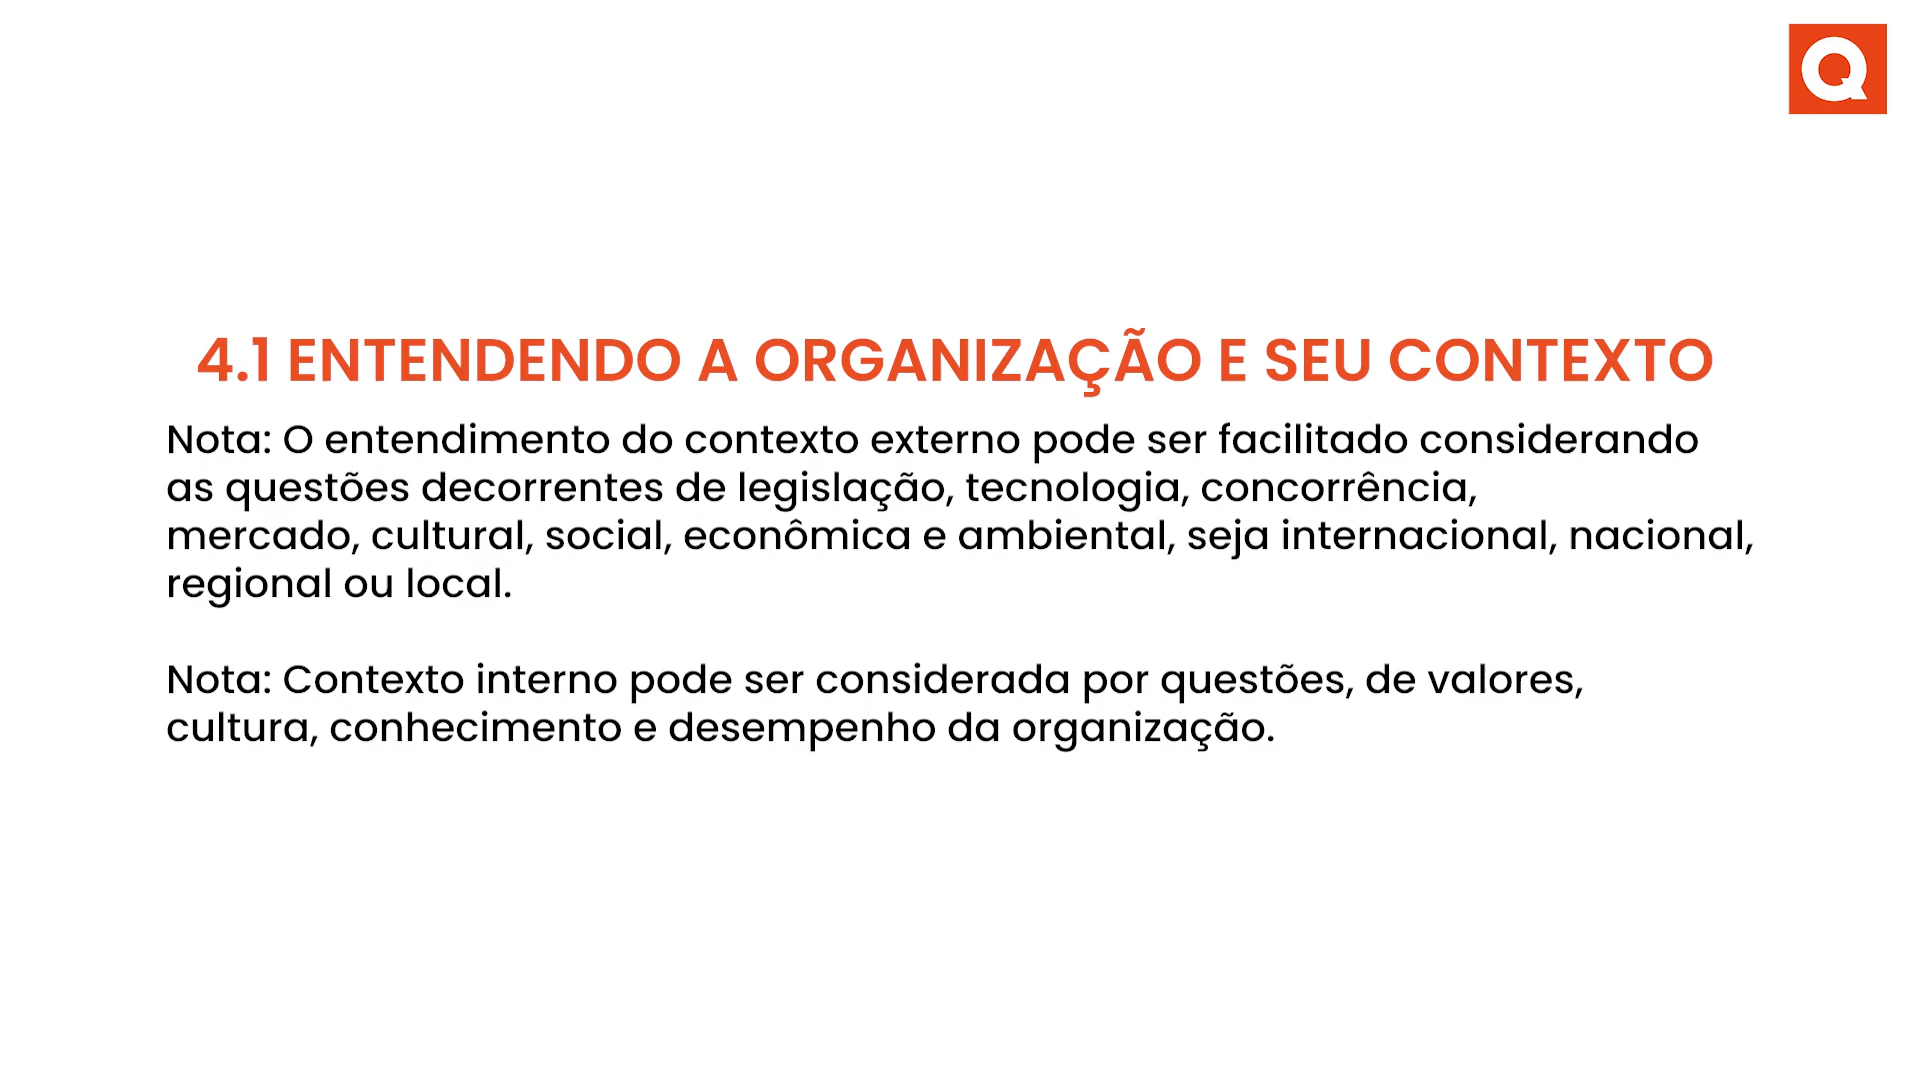 Q
4.1 ENTENDENDO A ORGANIZAÇÃO E SEU CONTEXTO
Nota: O entendimento do contexto externo pode ser facilitado considerando
as questões decorrentes de legislação, tecnologia, concorrência,
mercado, cultural, social, econômica e ambiental, seja internacional, nacional,
regional ou local.
Nota: Contexto interno pode ser considerada por questões, de valores,
cultura, conhecimento e desempenho da organização.